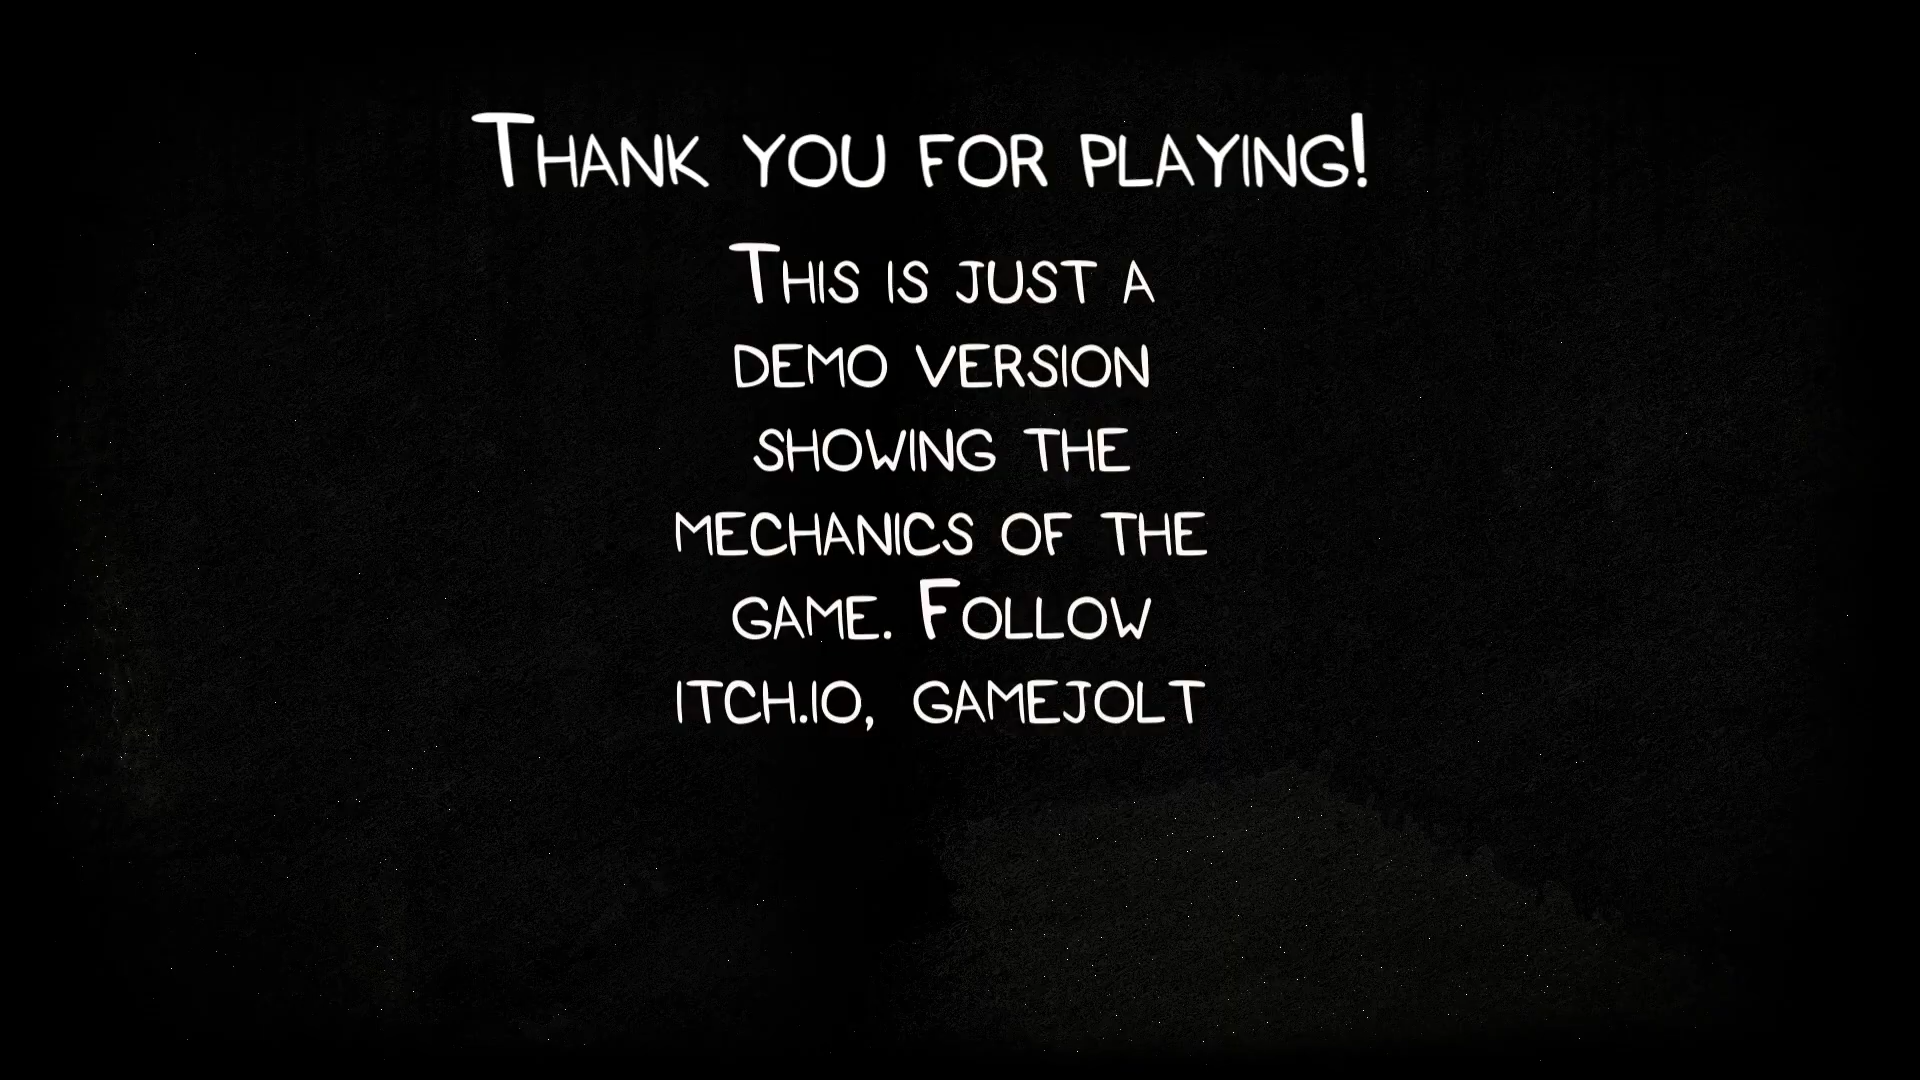 Thank you for playing!
This is just a
demo version
showing the
mechanics of the
game. Follow
itch.io, gamejolt